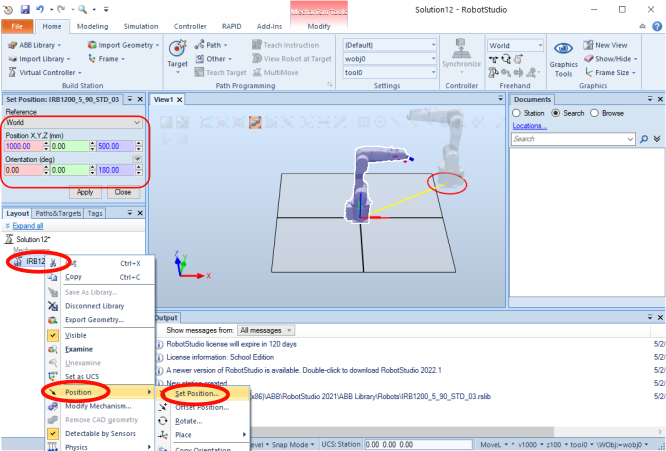 Mechanism Tools
Solution12 - RobotStudio
File Home Modeling Simulation Controller RAPID Add-Ins Modify
ABB Library
Import Library
Virtual Controller
Import Geometry
Frame
Build Station
Target
Path
Other
Teach Target
Teach Instruction
View Robot at Target
MultiMove
Path Programming
(Default)
wobj0
tool0
Settings
Synchronize
Controller
World
Freehand
Graphics
Tools
New View
Show/Hide
Frame Size
Graphics
Set Position: IRB1200_5_90_STD_03
Reference
World
Position X,Y,Z (mm)
1000.00 0.00 500.00
Orientation (deg)
0.00 0.00 180.00
Apply Close
Layout Paths&Targets Tags
Expand all
Solution12*
Mechanisms
IRB12
Cut Ctrl+X
Copy Ctrl+C
Save As Library...
Disconnect Library
Export Geometry...
Visible
Examine
Unexamine
Set as UCS
Position
Modify Mechanism...
Remove CAD geometry
Detectable by Sensors
Physics
Set Position...
Offset Position...
Rotate...
Place
Copy Orientation
View1
Z
Y
X
Documents
Station Search Browse
Locations...
Search
Output
Show messages from: All messages
RobotStudio license will expire in 120 days 5/2/
License information: School Edition 5/2/
A newer version of RobotStudio is available. Double-click to download RobotStudio 2022.1 5/2/
New station created 5/2/
x86)\ABB\RobotStudio 2021\ABB Library\Robots\IRB1200_5_90_STD_03.rslib 5/2/
evel Snap Mode UCS: Station 0.00 0.00 0.00 MoveL * v1000 z100 tool0 \WObj:=wobj0